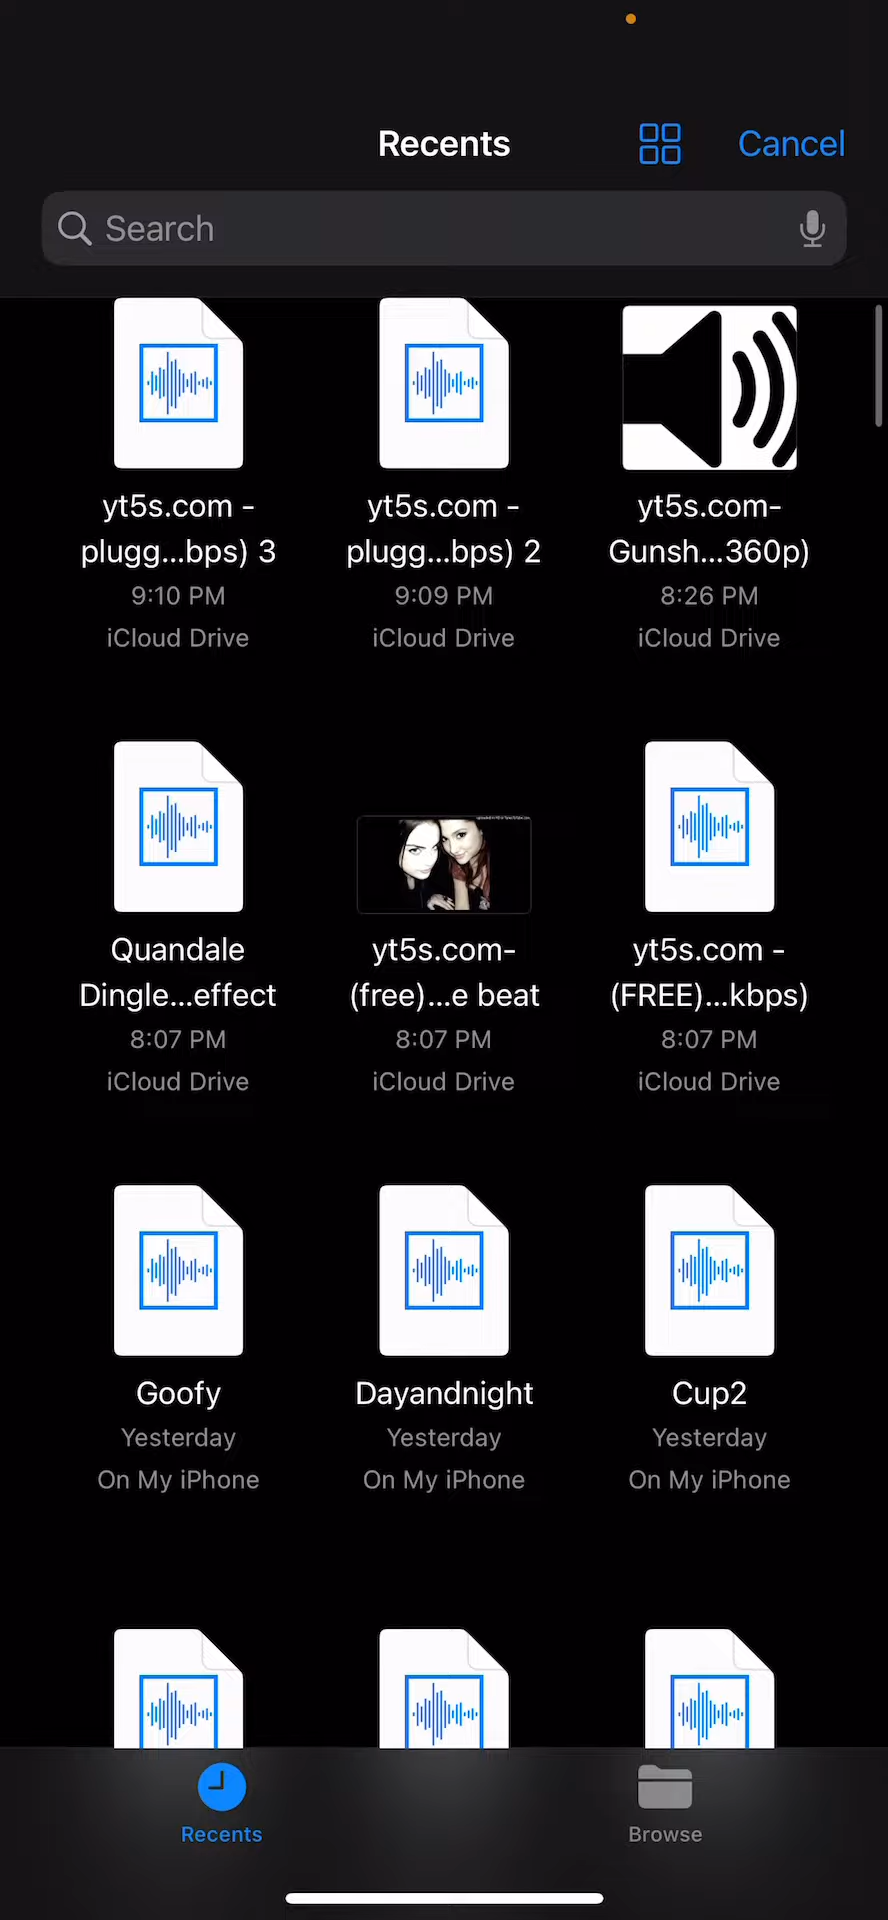 Recents
Cancel
Search
yt5s.com -
plugg...bps) 3
9:10 PM
iCloud Drive
yt5s.com -
plugg...bps) 2
9:09 PM
iCloud Drive
yt5s.com-
Gunsh...360p)
8:26 PM
iCloud Drive
Quandale
Dingle...effect
8:07 PM
iCloud Drive
yt5s.com-
(free)...e beat
8:07 PM
iCloud Drive
yt5s.com -
(FREE)...kbps)
8:07 PM
iCloud Drive
Goofy
Yesterday
On My iPhone
Dayandnight
Yesterday
On My iPhone
Cup2
Yesterday
On My iPhone
Recents
Browse